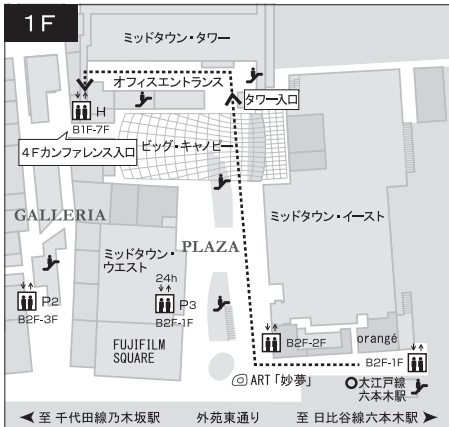 1F
ミッドタウン・タワー
オフィスエントランス
H
B1F-7F
タワー入口
4Fカンファレンス入口
ビッグ・キャノピー
GALLERIA
ミッドタウン・イースト
ミッドタウン・
ウエスト
PLAZA
24h
P2
B2F-3F
P3
B2F-1F
FUJIFILM
SQUARE
B2F-2F
orangé
B2F-1F
ART「妙夢」
大江戸線
六本木駅
至 千代田線乃木坂駅
外苑東通り
至 日比谷線六本木駅